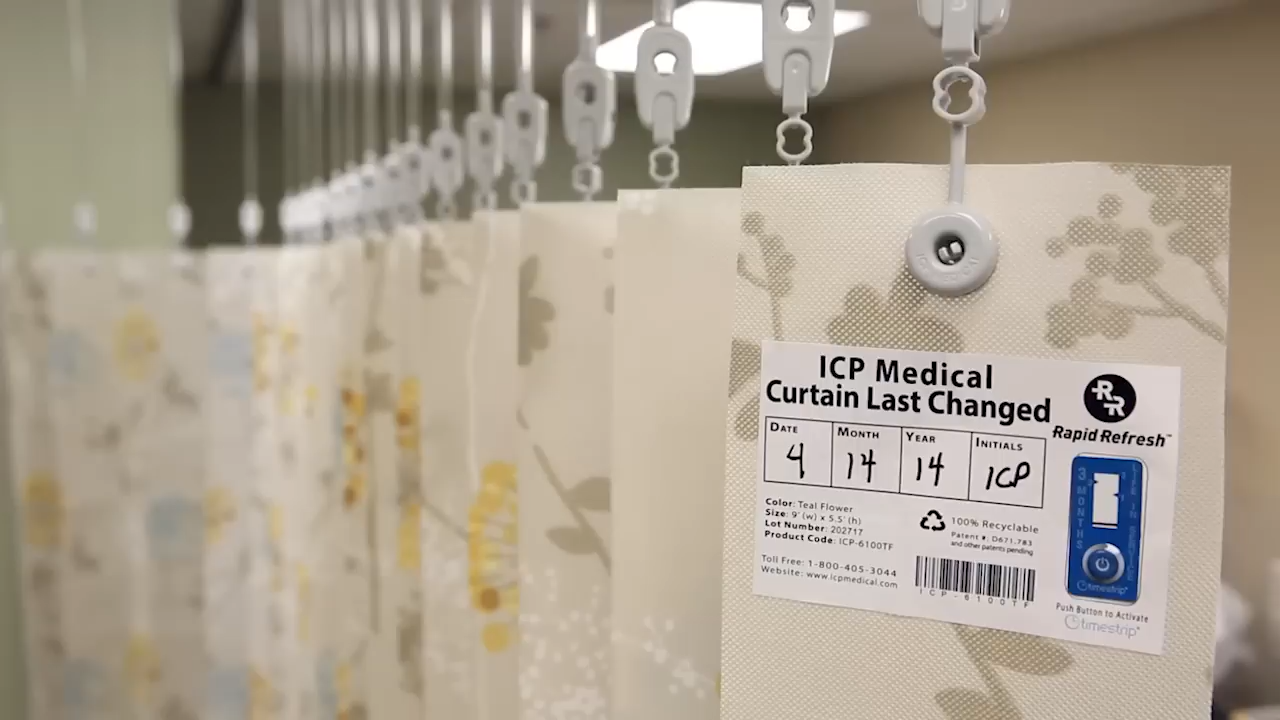 ICP Medical
Curtain Last Changed
RR
Rapid Refresh™
DATE MONTH YEAR INITIALS
4 14 14 ICP
Color: Teal Flower
Size: 9' (w) x 5.5' (h)
Lot Number: 202717
Product Code: ICP-6100TF
100% Recyclable
Patent #: D671,783
and other patents pending
Toll Free: 1-800-405-3044
Website: www.icpmedical.com
ICP-6100TF
3 MONTHS
timestrip
Push Button to Activate
timestrip